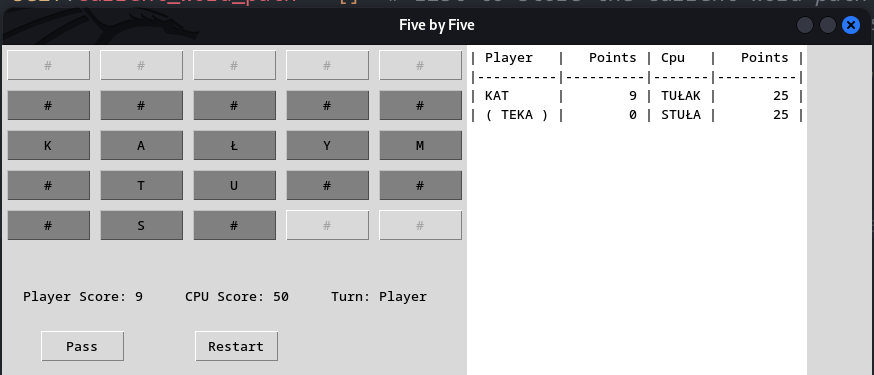 Five by Five
# # # # #
# # # # #
K A Ł Y M
# T U # #
# S # # #
Player Score: 9 CPU Score: 50 Turn: Player
Pass Restart
| Player   |   Points | Cpu   |   Points |
|----------|----------|-------|----------|
| KAT      |        9 | TUŁAK |       25 |
| ( TEKA ) |        0 | STUŁA |       25 |